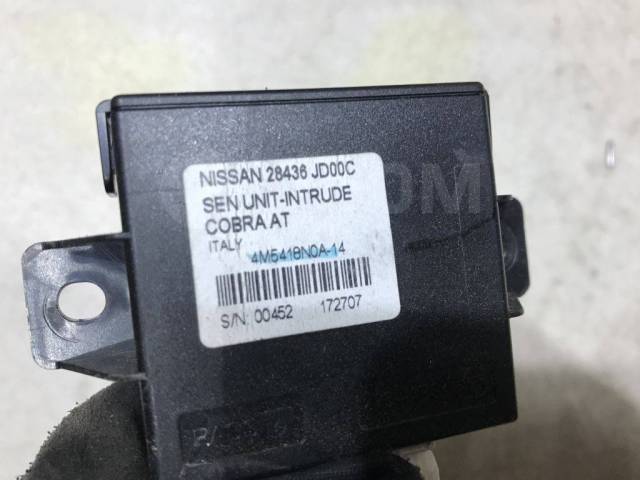 NISSAN 28436 JD00C
SEN UNIT-INTRUDE
COBRA AT
ITALY
4M5418N0A-14
S/N. 00452 172707